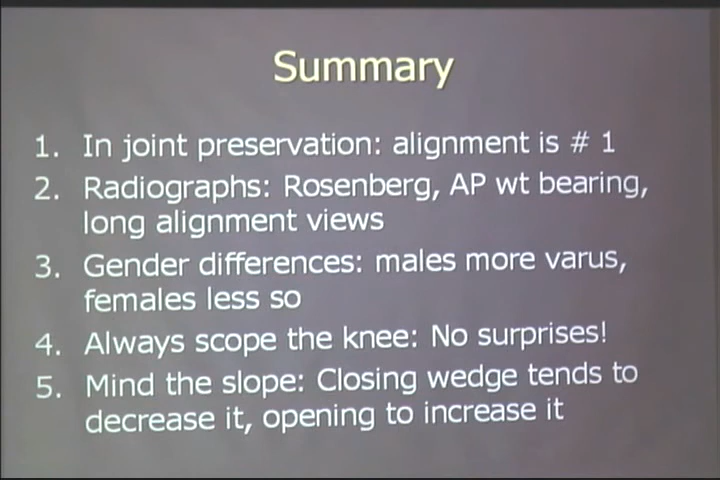 Summary
1. In joint preservation: alignment is # 1
2. Radiographs: Rosenberg, AP wt bearing,
long alignment views
3. Gender differences: males more varus,
females less so
4. Always scope the knee: No surprises!
5. Mind the slope: Closing wedge tends to
decrease it, opening to increase it